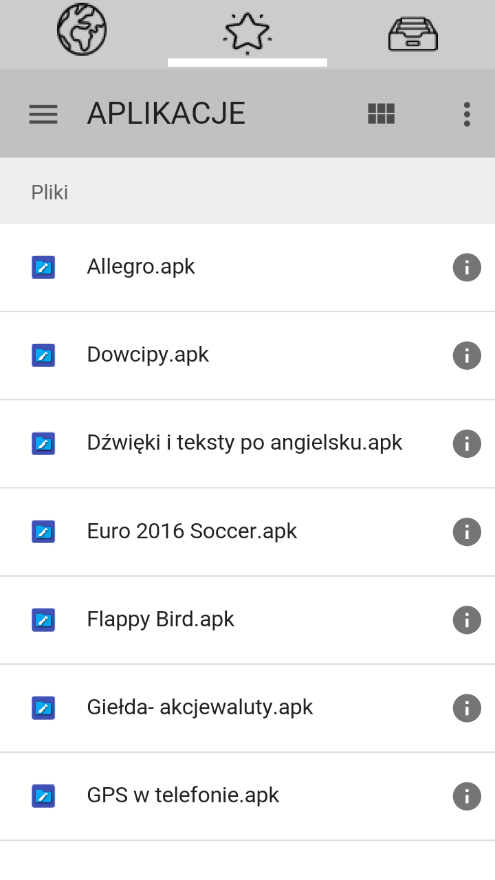 APLIKACJE
Pliki
Allegro.apk
Dowcipy.apk
Dźwięki i teksty po angielsku.apk
Euro 2016 Soccer.apk
Flappy Bird.apk
Giełda- akcjewaluty.apk
GPS w telefonie.apk